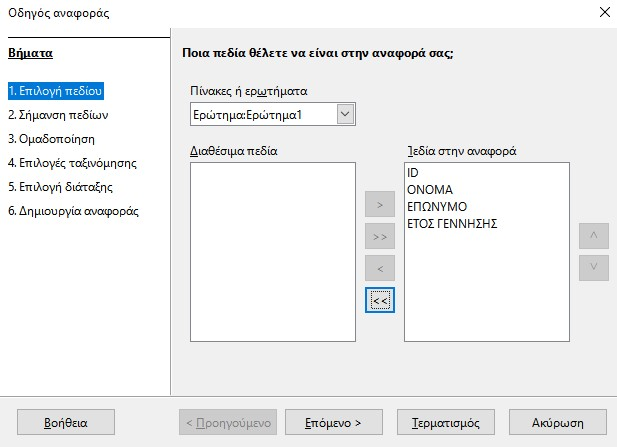 Οδηγός αναφοράς
Βήματα
Ποια πεδία θέλετε να είναι στην αναφορά σας;
1. Επιλογή πεδίου
2. Σήμανση πεδίων
3. Ομαδοποίηση
4. Επιλογές ταξινόμησης
5. Επιλογή διάταξης
6. Δημιουργία αναφοράς
Πίνακες ή ερωτήματα
Ερώτημα:Ερώτημα1
Διαθέσιμα πεδία
Πεδία στην αναφορά
ID
ΟΝΟΜΑ
ΕΠΩΝΥΜΟ
ΕΤΟΣ ΓΕΝΝΗΣΗΣ
>
>>
<
<<
Βοήθεια
< Προηγούμενο
Επόμενο >
Τερματισμός
Ακύρωση